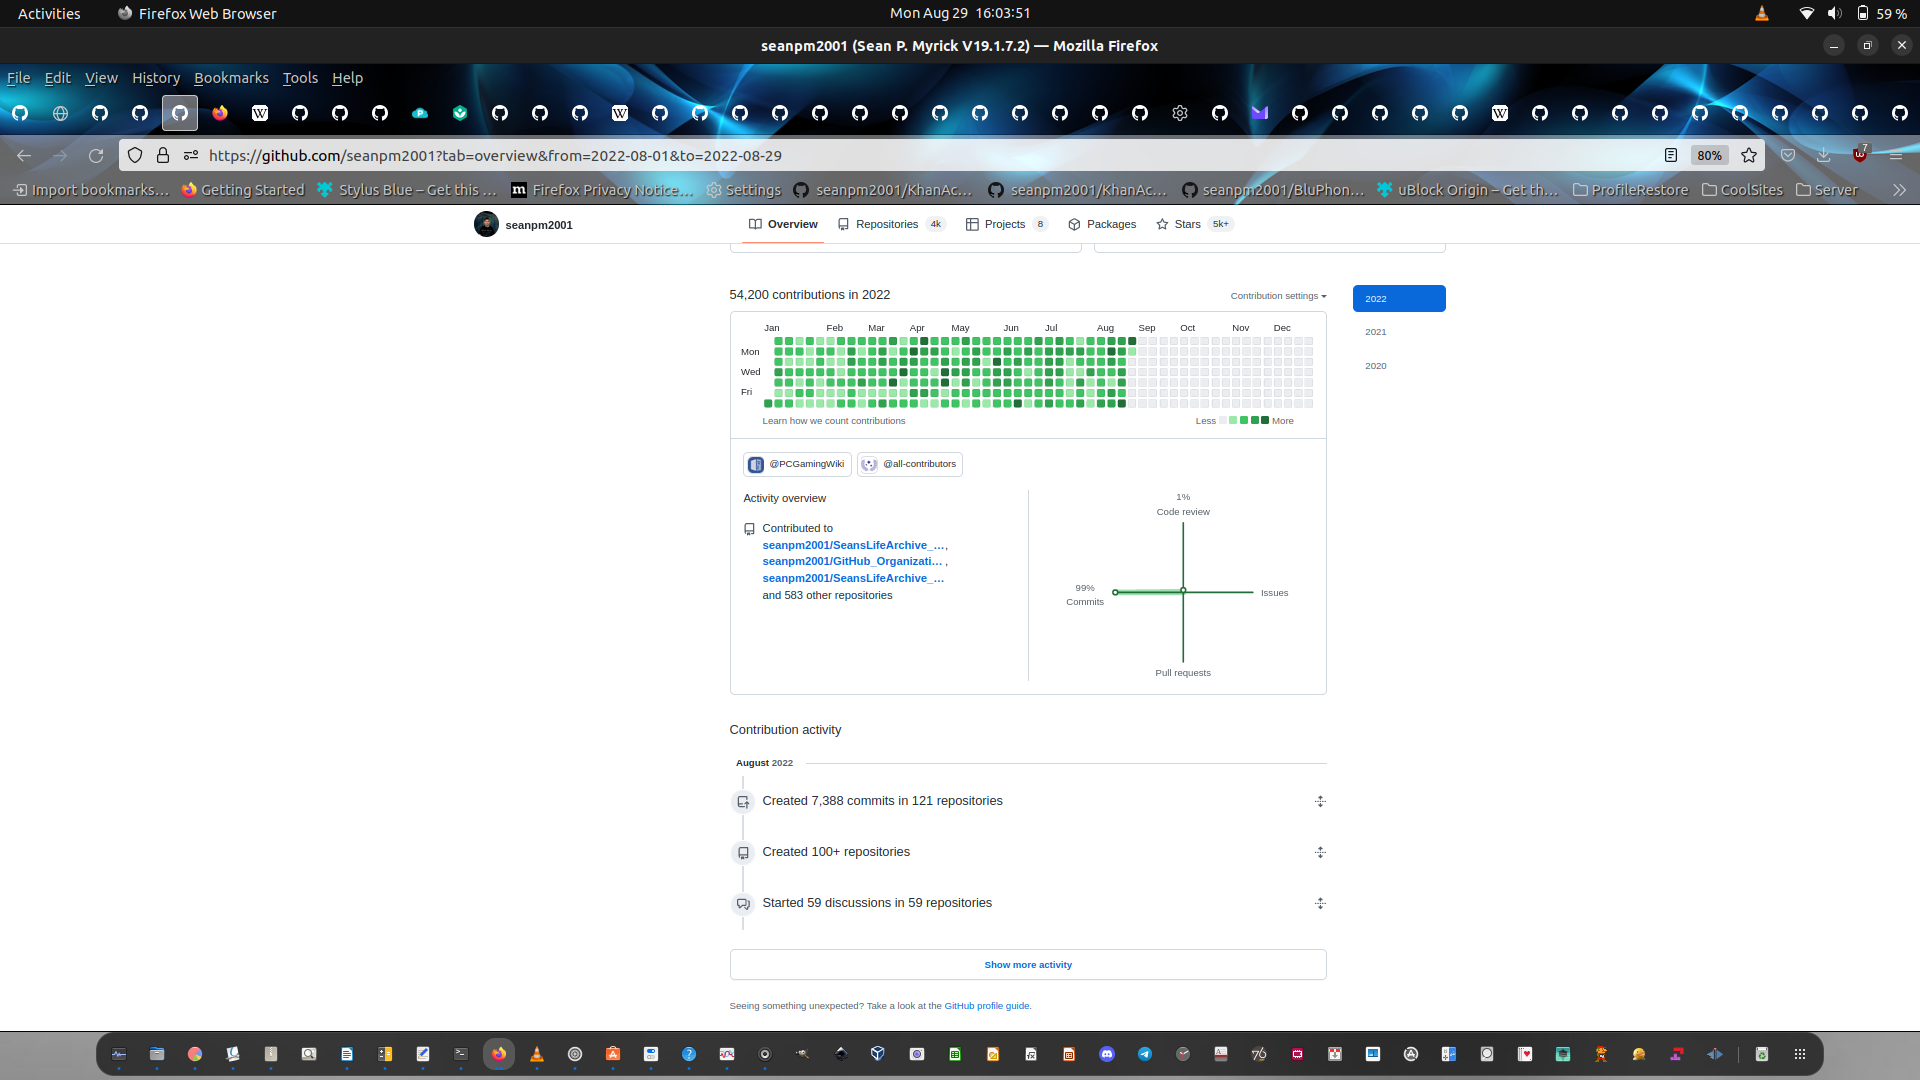 Activities Firefox Web Browser Mon Aug 29 16:03:51 59 %
seanpm2001 (Sean P. Myrick V19.1.7.2) — Mozilla Firefox
File Edit View History Bookmarks Tools Help
https://github.com/seanpm2001?tab=overview&from=2022-08-01&to=2022-08-29 80% 7
Import bookmarks… Getting Started Stylus Blue – Get this … Firefox Privacy Notice… Settings seanpm2001/KhanAc… seanpm2001/KhanAc… seanpm2001/BluPhon… uBlock Origin – Get th… ProfileRestore CoolSites Server
seanpm2001 Overview Repositories 4k Projects 8 Packages Stars 5k+
54,200 contributions in 2022 Contribution settings 2022
Jan Feb Mar Apr May Jun Jul Aug Sep Oct Nov Dec
2021
Mon
2020
Wed
Fri
Learn how we count contributions Less More
@PCGamingWiki @all-contributors
Activity overview
Contributed to
seanpm2001/SeansLifeArchive_… ,
seanpm2001/GitHub_Organizati… ,
seanpm2001/SeansLifeArchive_…
and 583 other repositories
1%
Code review
99%
Commits
Issues
Pull requests
Contribution activity
August 2022
Created 7,388 commits in 121 repositories
Created 100+ repositories
Started 59 discussions in 59 repositories
Show more activity
Seeing something unexpected? Take a look at the GitHub profile guide.